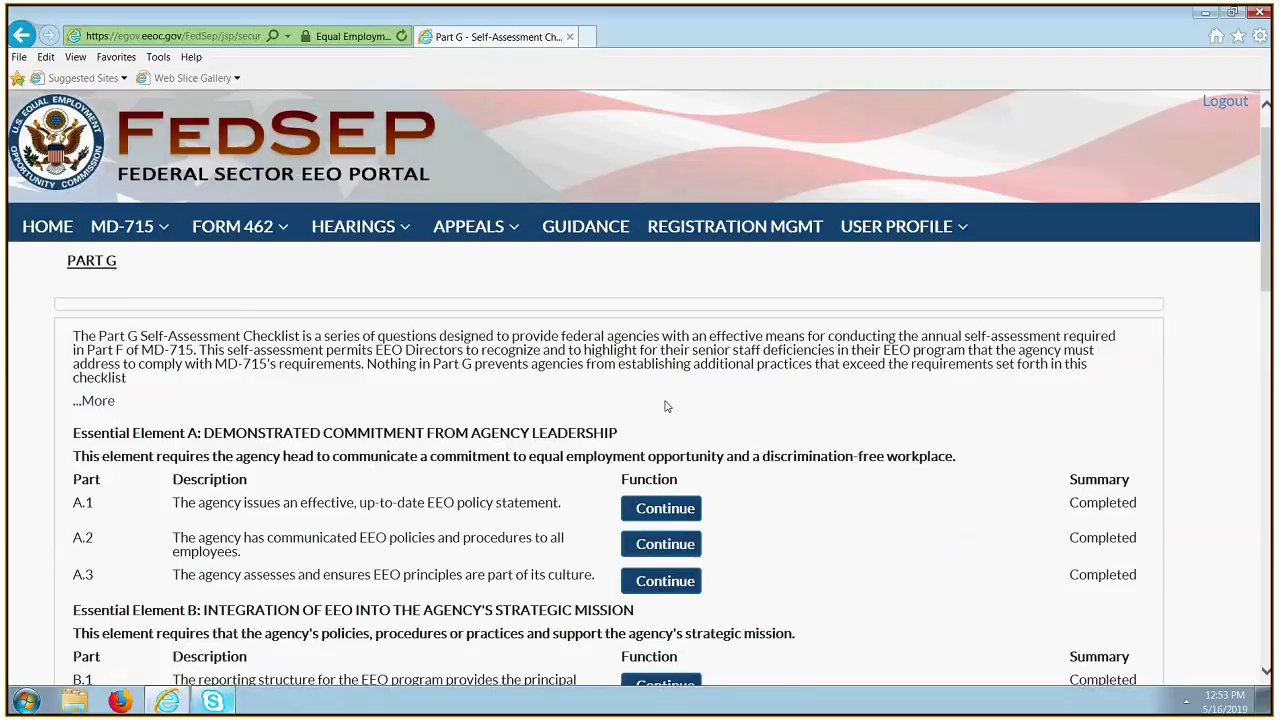 https://egov.eeoc.gov/FedSep/jsp/secur
Equal Employm...
Part G - Self-Assessment Ch...
File Edit View Favorites Tools Help
Suggested Sites
Web Slice Gallery
Logout
U.S. EQUAL EMPLOYMENT OPPORTUNITY COMMISSION
FEDSEP
FEDERAL SECTOR EEO PORTAL
HOME MD-715 FORM 462 HEARINGS APPEALS GUIDANCE REGISTRATION MGMT USER PROFILE
PART G
The Part G Self-Assessment Checklist is a series of questions designed to provide federal agencies with an effective means for conducting the annual self-assessment required
in Part F of MD-715. This self-assessment permits EEO Directors to recognize and to highlight for their senior staff deficiencies in their EEO program that the agency must
address to comply with MD-715's requirements. Nothing in Part G prevents agencies from establishing additional practices that exceed the requirements set forth in this
checklist
...More
Essential Element A: DEMONSTRATED COMMITMENT FROM AGENCY LEADERSHIP
This element requires the agency head to communicate a commitment to equal employment opportunity and a discrimination-free workplace.
Part Description Function Summary
A.1 The agency issues an effective, up-to-date EEO policy statement. Continue Completed
A.2 The agency has communicated EEO policies and procedures to all Continue Completed
employees.
A.3 The agency assesses and ensures EEO principles are part of its culture. Continue Completed
Essential Element B: INTEGRATION OF EEO INTO THE AGENCY'S STRATEGIC MISSION
This element requires that the agency's policies, procedures or practices and support the agency's strategic mission.
Part Description Function Summary
B.1 The reporting structure for the EEO program provides the principal Continue Completed
12:53 PM
5/16/2019